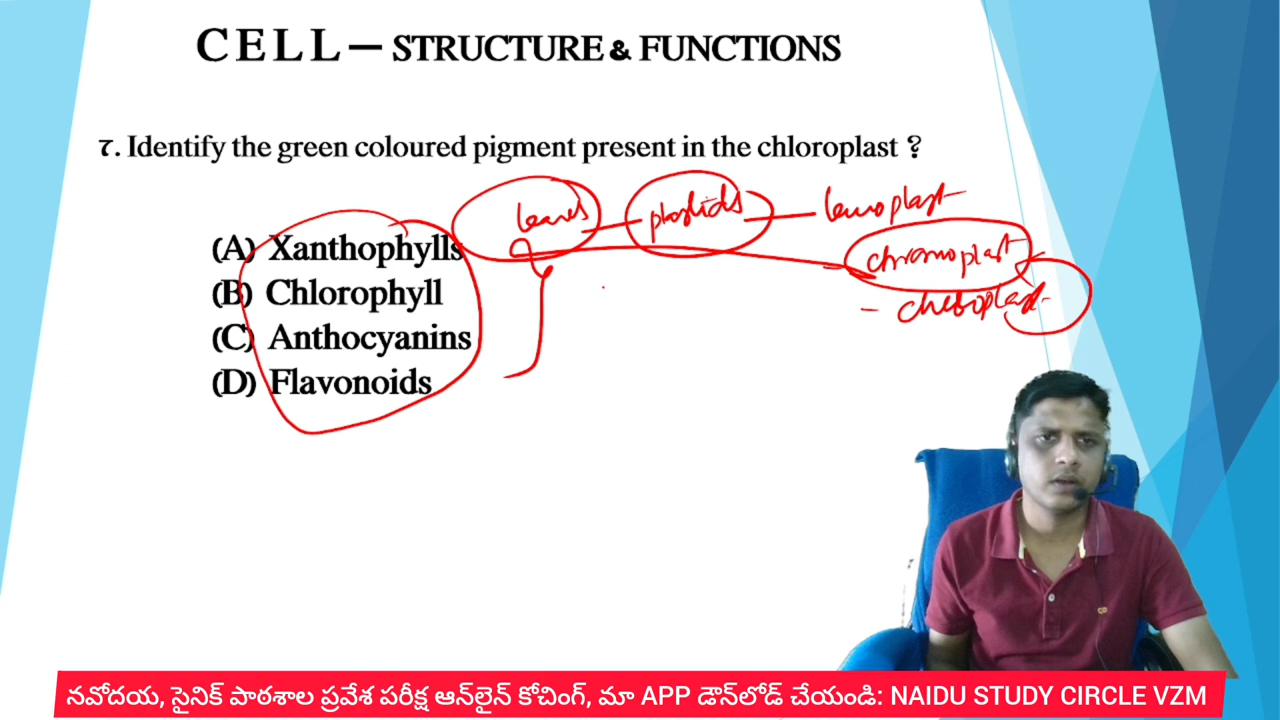 CELL – STRUCTURE & FUNCTIONS
7. Identify the green coloured pigment present in the chloroplast ?
leaves – plastids – leucoplast
chromoplast
– chloroplast
(A) Xanthophylls
(B) Chlorophyll
(C) Anthocyanins
(D) Flavonoids
నవోదయ, సైనిక్ పాఠశాల ప్రవేశ పరీక్ష ఆన్‌లైన్ కోచింగ్, మా APP డౌన్‌లోడ్ చేయండి: NAIDU STUDY CIRCLE VZM